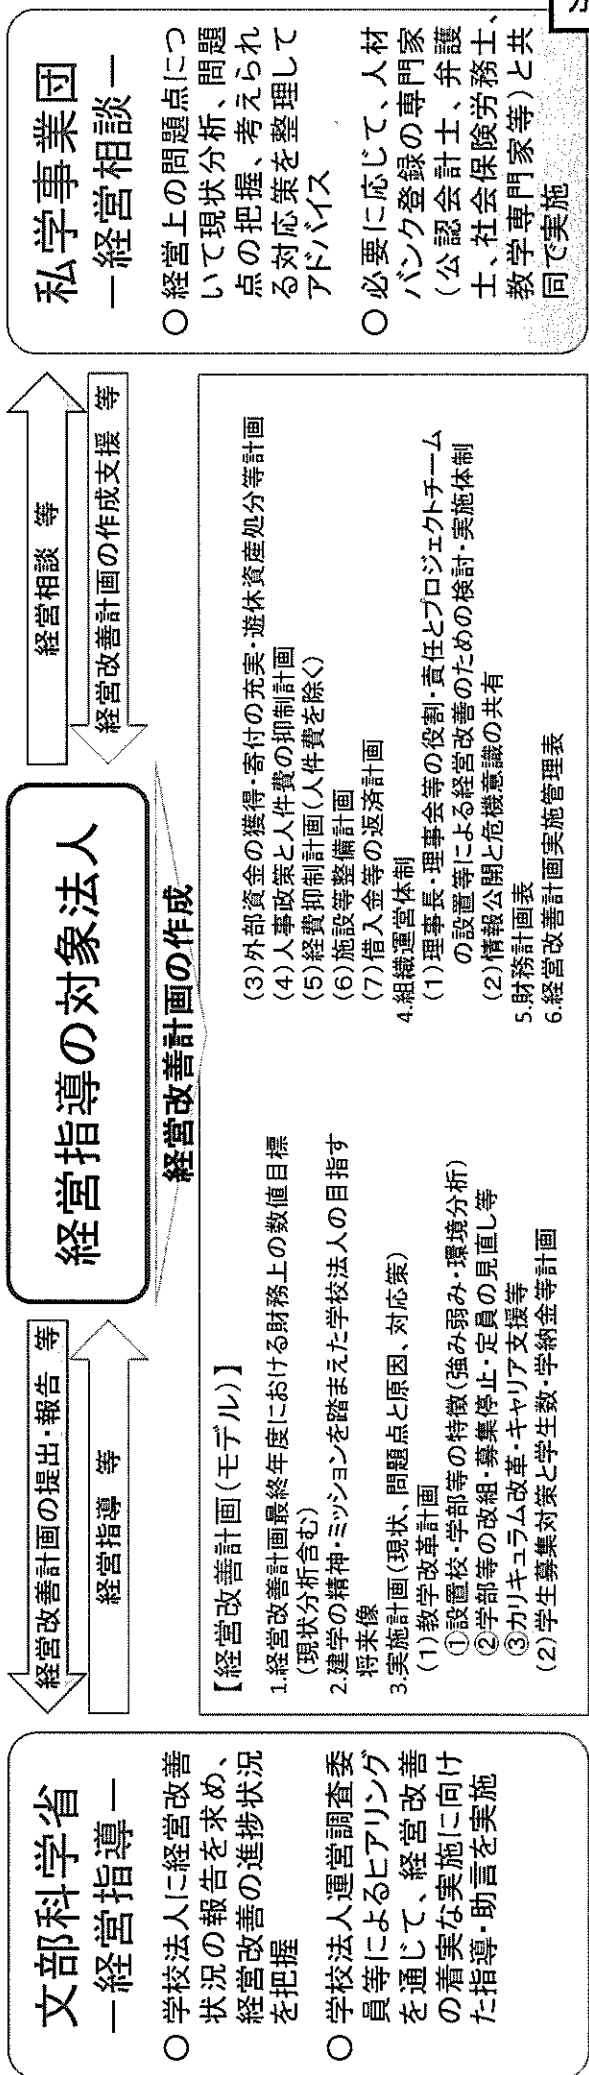 文部科学省
－経営指導－
○ 学校法人に経営改善
状況の報告を求め、
経営改善の進捗状況
を把握
○ 学校法人運営調査委
員等によるヒアリング
を通じて、経営改善
の着実な実施に向け
た指導・助言を実施
経営改善計画の提出・報告 等
経営指導 等
経営指導の対象法人
経営相談 等
経営改善計画の作成支援 等
経営改善計画の作成
【経営改善計画(モデル)】
1.経営改善計画最終年度における財務上の数値目標
(現状分析含む)
2.建学の精神・ミッションを踏まえた学校法人の目指す
将来像
3.実施計画(現状、問題点と原因、対応策)
(1)教学改革計画
①設置校・学部等の特徴(強み弱み・環境分析)
②学部等の改組・募集停止・定員の見直し等
③カリキュラム改革・キャリア支援等
(2)学生募集対策と学生数・学納金等計画
(3)外部資金の獲得・寄付の充実・遊休資産処分等計画
(4)人事政策と人件費の抑制計画
(5)経費抑制計画(人件費を除く)
(6)施設等整備計画
(7)借入金等の返済計画
4.組織運営体制
(1)理事長・理事会等の役割・責任とプロジェクトチーム
の設置等による経営改善のための検討・実施体制
(2)情報公開と危機意識の共有
5.財務計画表
6.経営改善計画実施管理表
私学事業団
－経営相談－
○ 経営上の問題点につ
いて現状分析、問題
点の把握、考えられ
る対応策を整理して
アドバイス
○ 必要に応じて、人材
バンク登録の専門家
(公認会計士、弁護
士、社会保険労務士、
教学専門家等)と共
同で実施